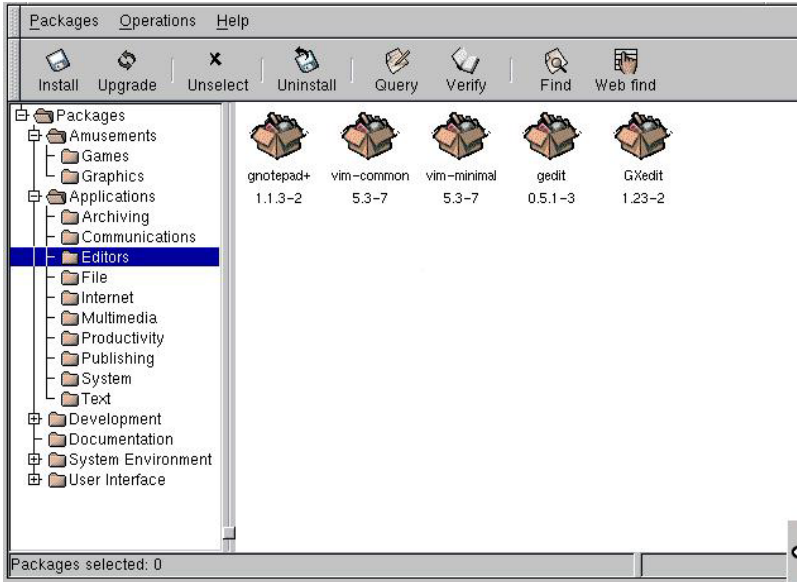 Packages Operations Help
Install Upgrade Unselect Uninstall Query Verify Find Web find
Packages
Amusements
Games
Graphics
Applications
Archiving
Communications
Editors
File
Internet
Multimedia
Productivity
Publishing
System
Text
Development
Documentation
System Environment
User Interface
gnotepad+ vim-common vim-minimal gedit GXedit
1.1.3-2 5.3-7 5.3-7 0.5.1-3 1.23-2
Packages selected: 0